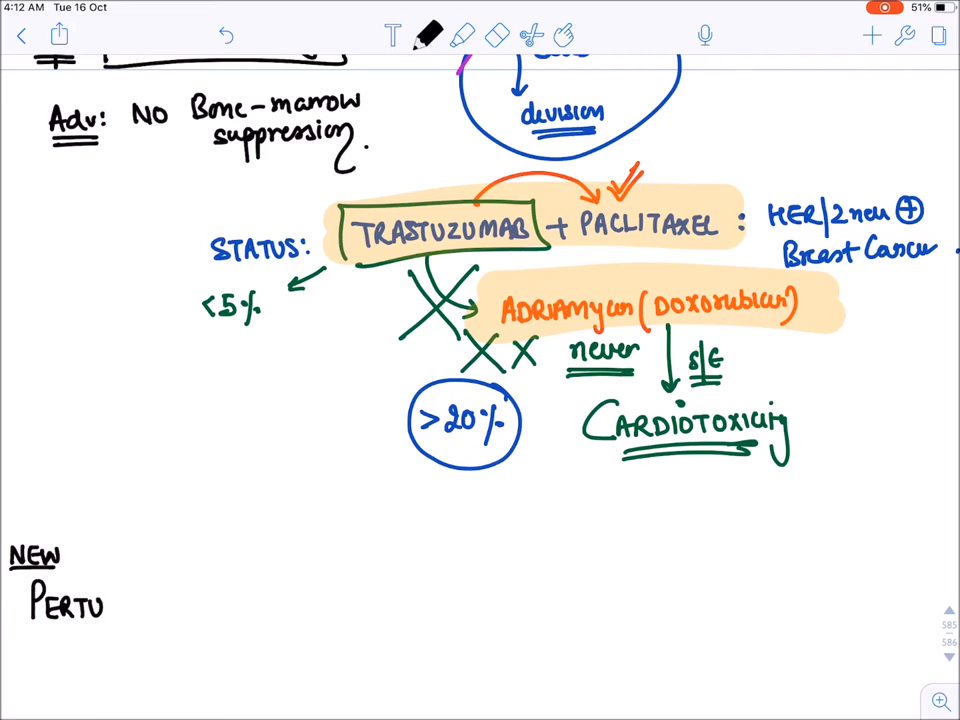 4:12 AM Tue 16 Oct
51%
T
Adv: NO Bone-marrow
suppression.
devision
TRASTUZUMAB + PACLITAXEL : HER/2neu +
STATUS:
Breast Cancer
<5%
ADRIAMycin (DOXORUBICIN)
never
S/E
>20%
CARDIOTOXICITY
NEW
PERTU
585
586